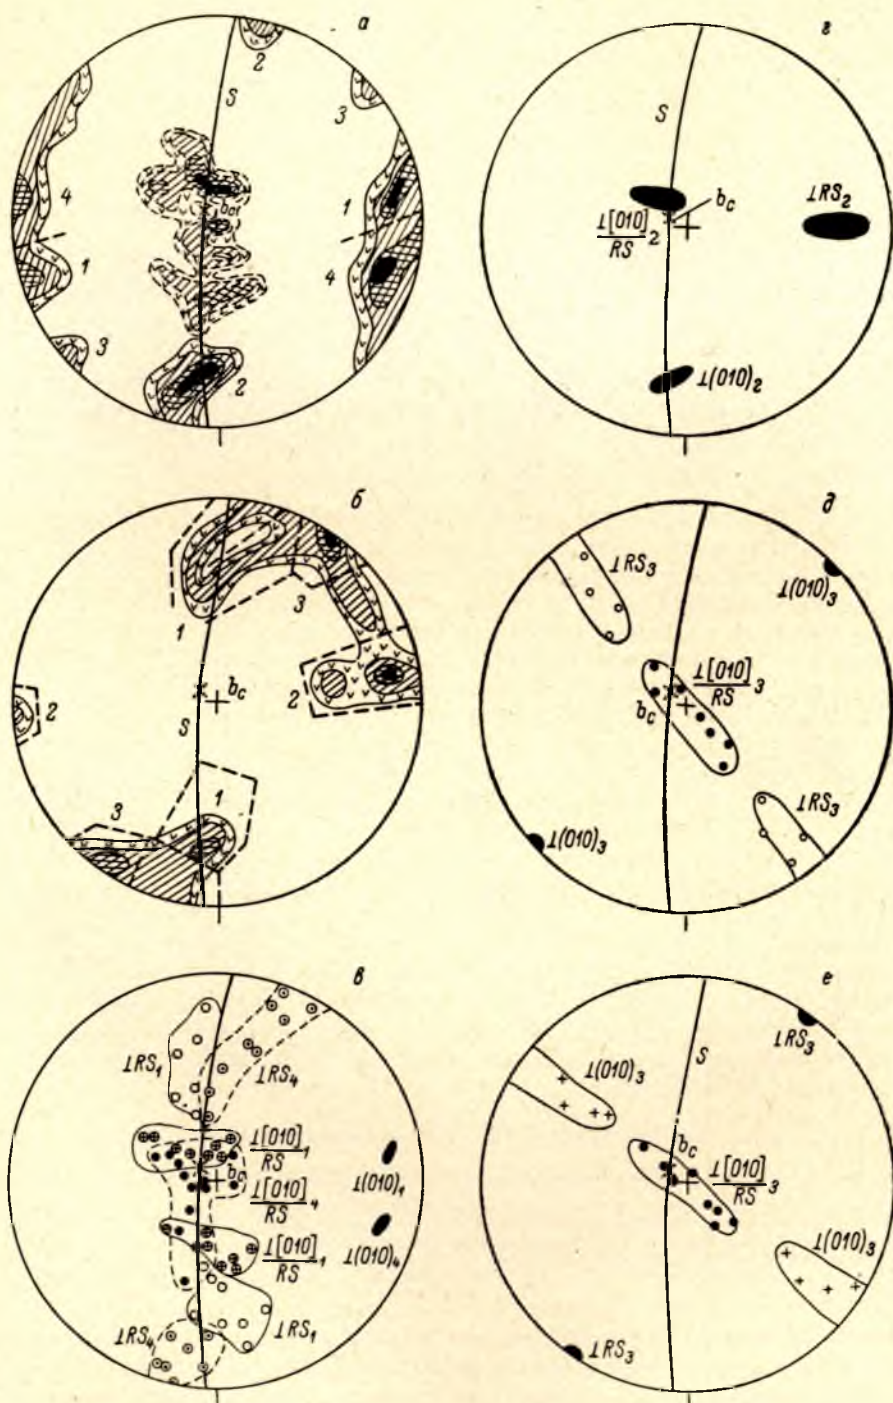 а
2
S
3
4
1
b_c
1
4
3
2
г
S
b_c
⊥RS₂
⊥[010]/RS 2
⊥(010)₂
б
1
3
b_c
2
2
S
3
1
д
⊥RS₃
⊥(010)₃
⊥[010]/RS 3
b_c
⊥RS₃
⊥(010)₃
в
⊥RS₁
⊥RS₄
⊥[010]/RS 1
b_c
⊥(010)₁
⊥[010]/RS 4
⊥(010)₄
⊥[010]/RS 1
⊥RS₁
⊥RS₄
е
⊥RS₃
S
⊥(010)₃
b_c
⊥[010]/RS 3
⊥(010)₃
⊥RS₃